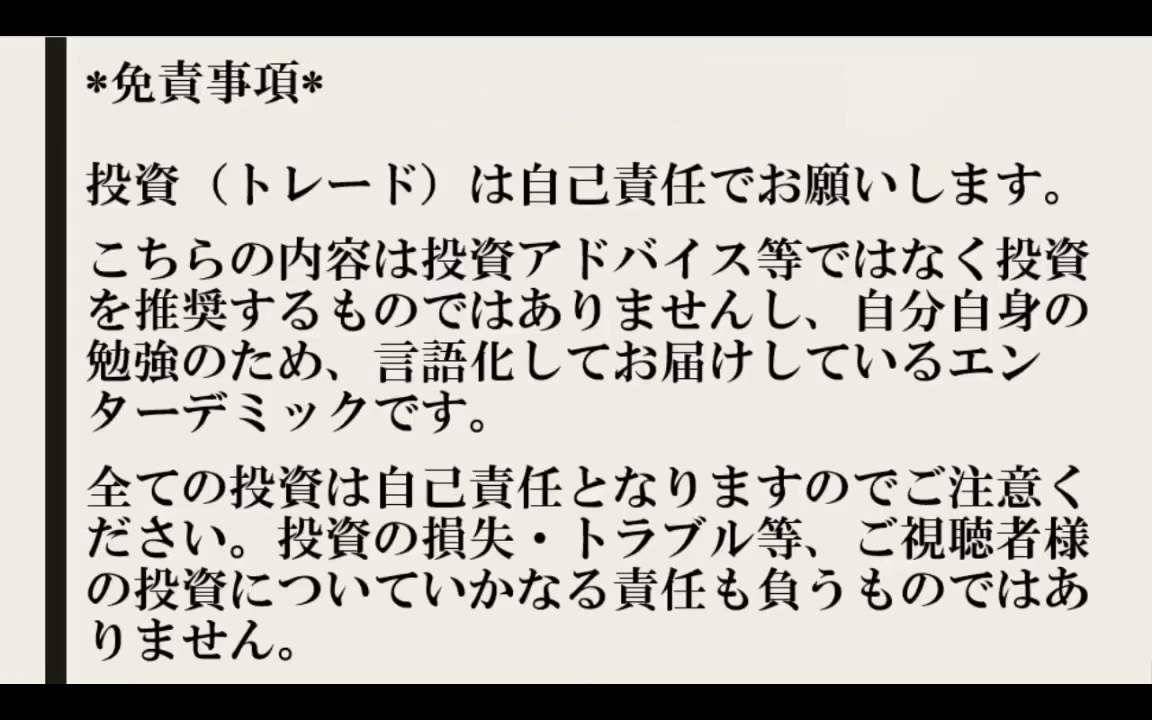 *免責事項*
投資（トレード）は自己責任でお願いします。
こちらの内容は投資アドバイス等ではなく投資
を推奨するものではありませんし、自分自身の
勉強のため、言語化してお届けしているエン
ターデミックです。
全ての投資は自己責任となりますのでご注意く
ださい。投資の損失・トラブル等、ご視聴者様
の投資についていかなる責任も負うものではあ
りません。